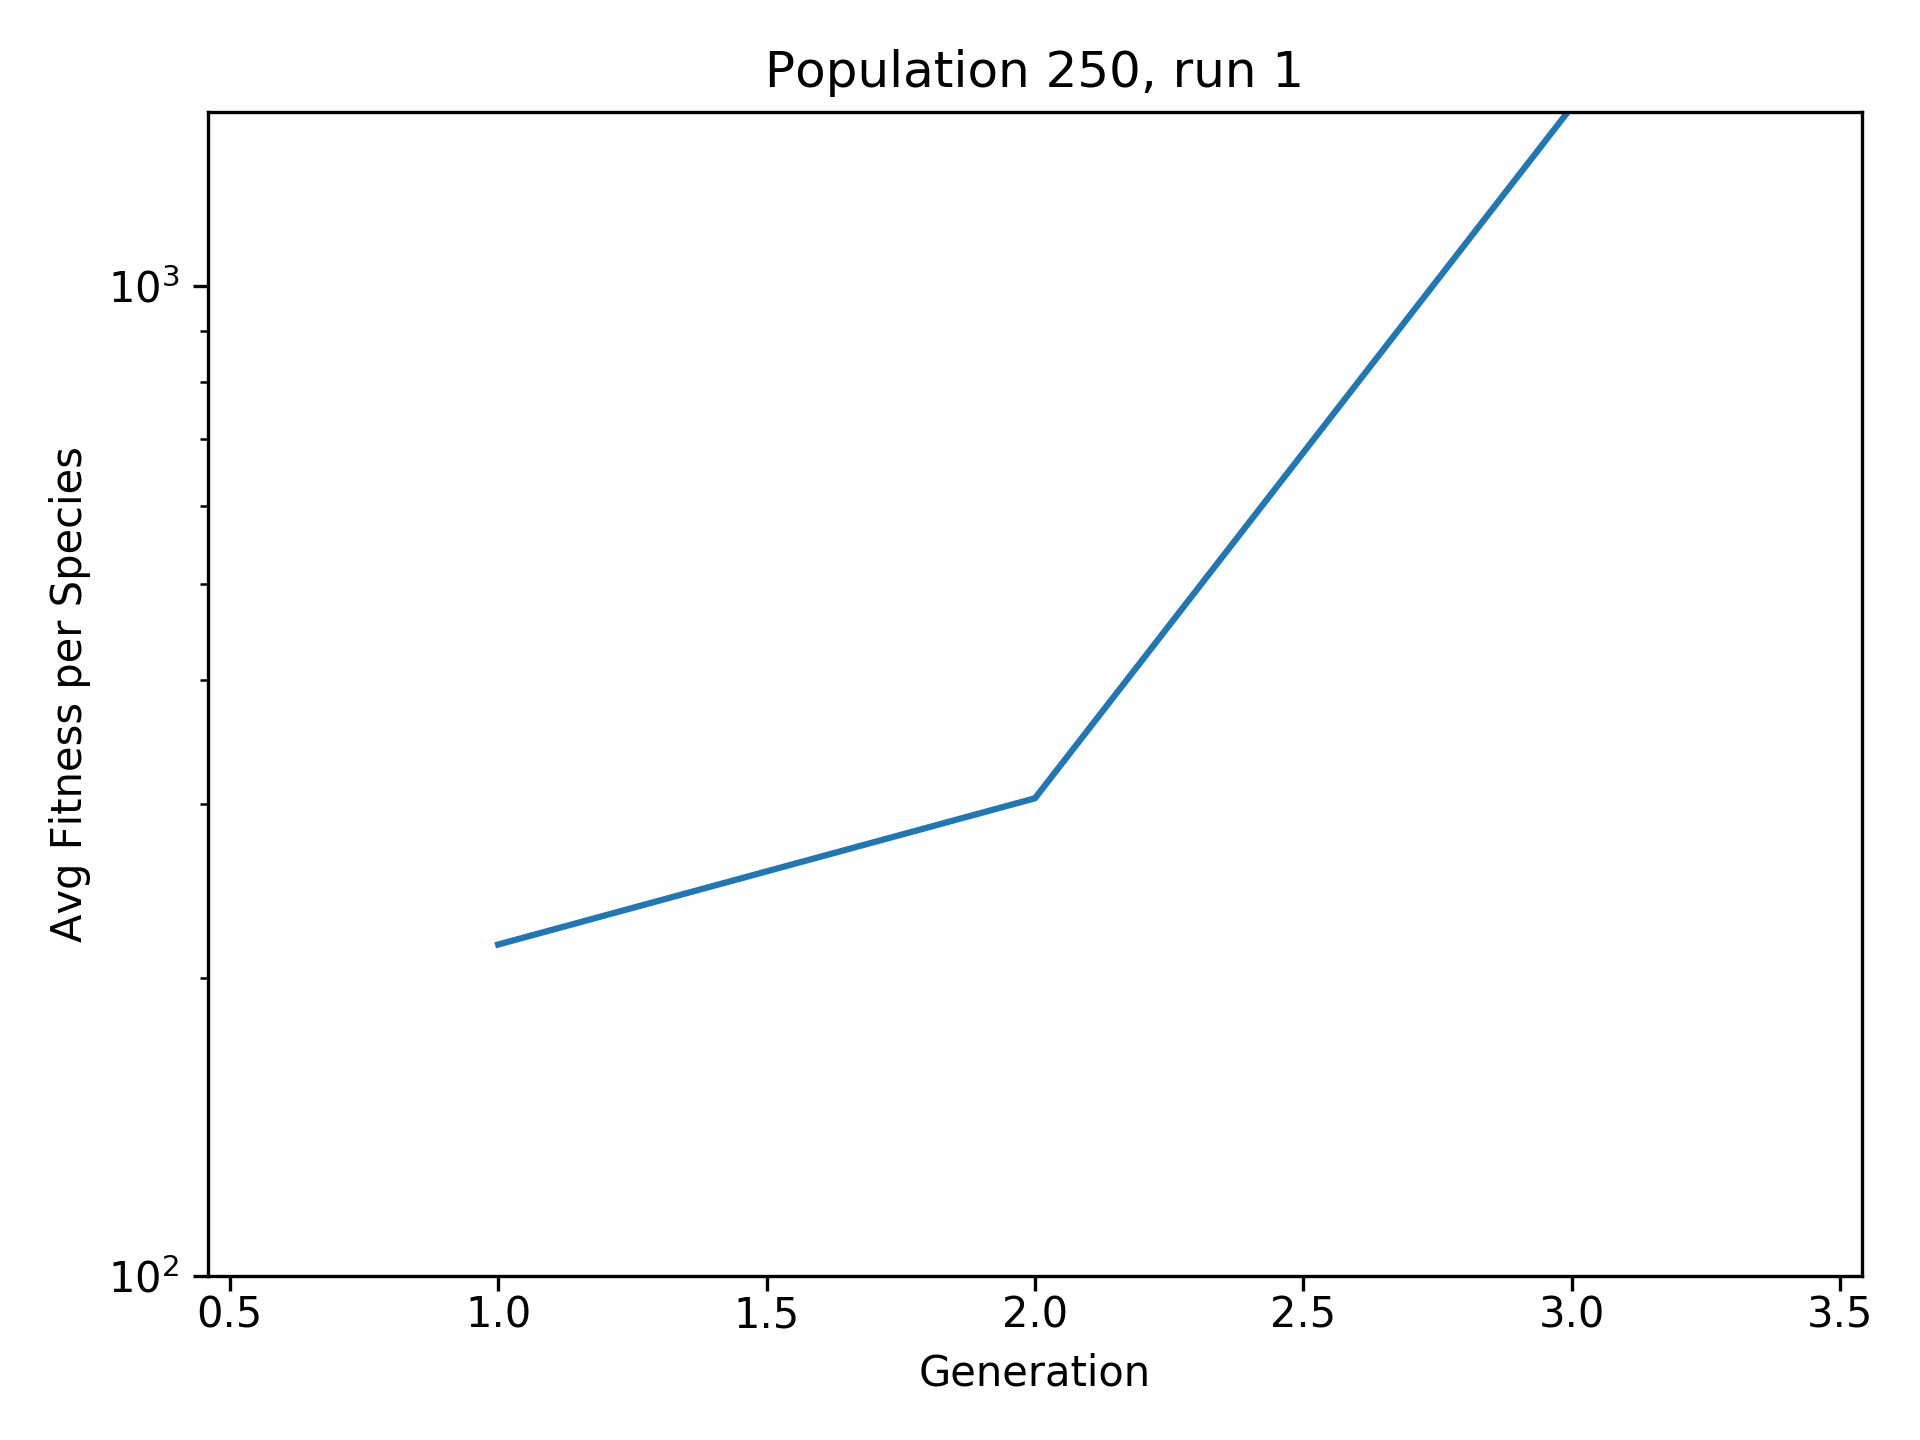 Population 250, run 1
Avg Fitness per Species
10³
10²
0.5 1.0 1.5 2.0 2.5 3.0 3.5
Generation